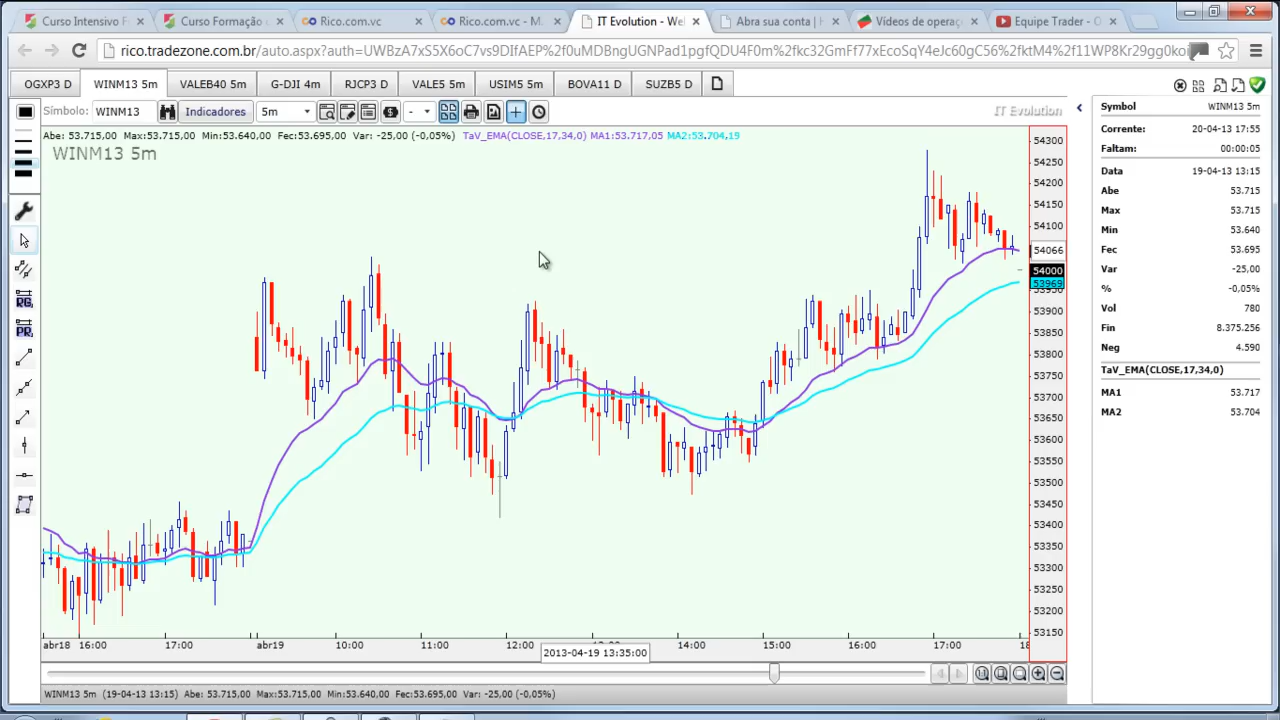 Curso Intensivo F
Curso Formação
Rico.com.vc
Rico.com.vc - M
IT Evolution - We
Abra sua conta
Vídeos de opera
Equipe Trader - O
rico.tradezone.com.br/auto.aspx?auth=
OGXP3 D
WINM13 5m
VALEB40 5m
G-DJI 4m
RJCP3 D
VALE5 5m
USIM5 5m
BOVA11 D
SUZB5 D
Símbolo: WINM13 Indicadores 5m -
IT Evolution
Abe: 53.715,00 Max:53.715,00 Min:53.640,00 Fec:53.695,00 Var: -25,00 (-0,05%) TaV_EMA(CLOSE,17,34,0) MA1:53.717,05 MA2:53.704,19
WINM13 5m
RG
PR
54300
54250
54200
54150
54100
54066
54000
53969
53950
53900
53850
53800
53750
53700
53650
53600
53550
53500
53450
53400
53350
53300
53250
53200
53150
abr18 16:00 17:00 abr19 10:00 11:00 12:00 14:00 15:00 17:00 18
2013-04-19 13:35:00
WINM13 5m (19-04-13 13:15) Abe: 53.715,00 Max:53.715,00 Min:53.640,00 Fec:53.695,00 Var: -25,00 (-0,05%)
Symbol WINM13 5m
Corrente: 20-04-13 17:55
Faltam: 00:00:05
Data 19-04-13 13:15
Abe 53.715
Max 53.715
Min 53.640
Fec 53.695
Var -25,00
% -0,05%
Vol 780
Fin 8.375.256
Neg 4.590
TaV_EMA(CLOSE,17,34,0)
MA1 53.717
MA2 53.704